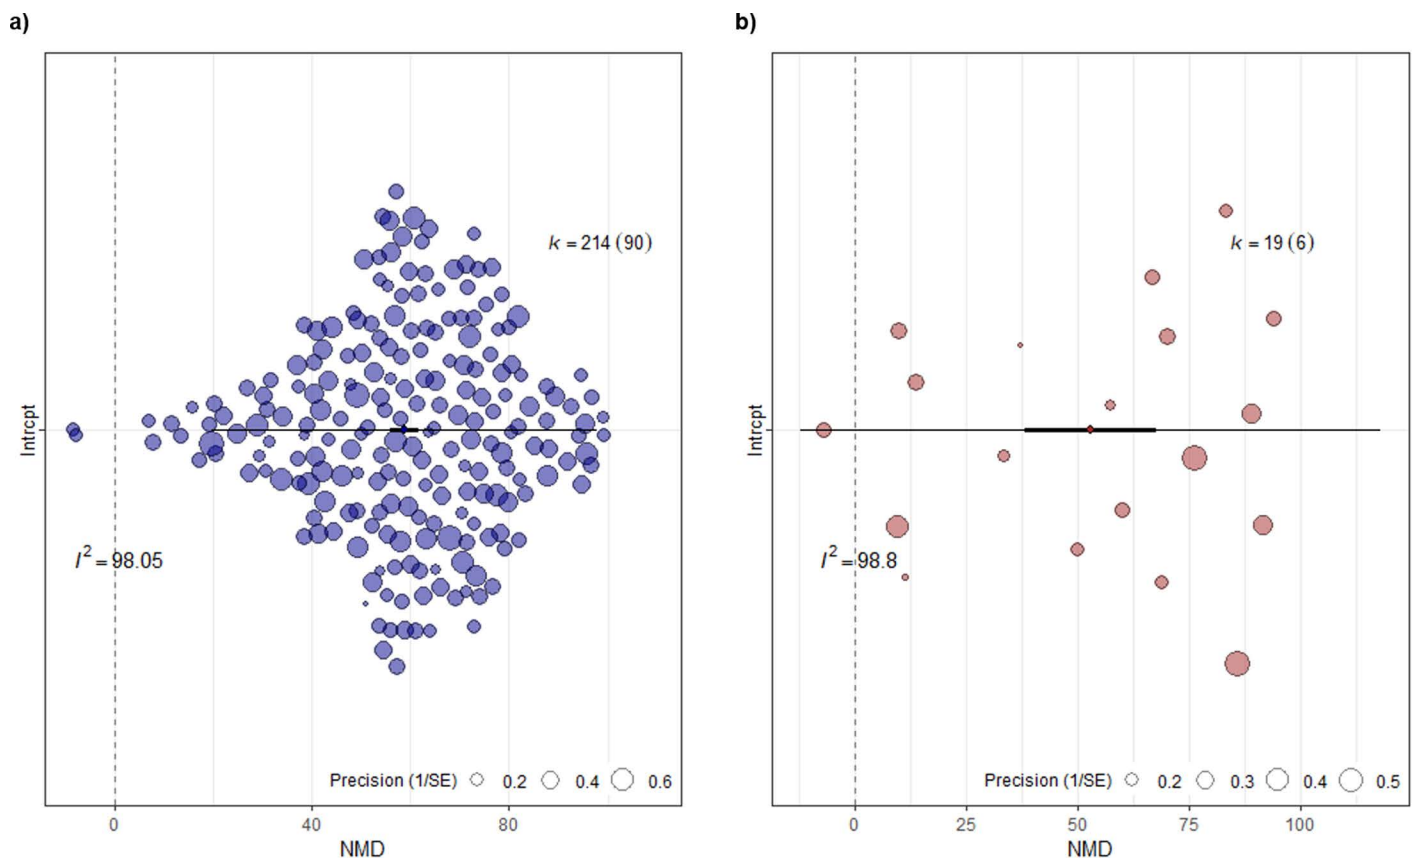 a)
Intrcpt
k = 214 (90)
I² = 98.05
Precision (1/SE) 0.2 0.4 0.6
0 40 80
NMD
b)
Intrcpt
k = 19 (6)
I² = 98.8
Precision (1/SE) 0.2 0.3 0.4 0.5
0 25 50 75 100
NMD